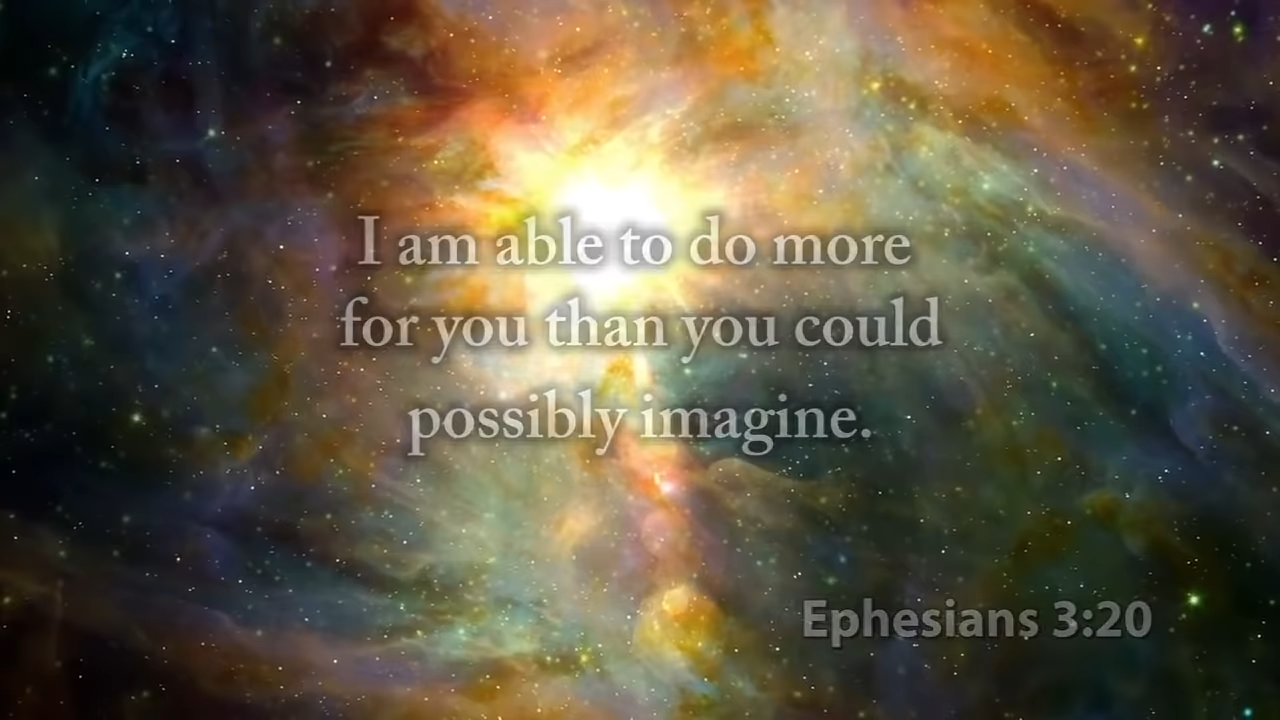 I am able to do more
for you than you could
possibly imagine.
Ephesians 3:20